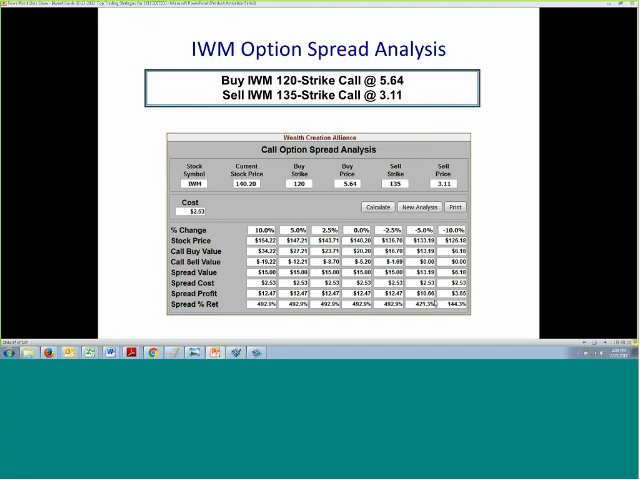 IWM Option Spread Analysis
Buy IWM 120-Strike Call @ 5.64
Sell IWM 135-Strike Call @ 3.11
Wealth Creation Alliance
Call Option Spread Analysis
Stock Symbol Current Stock Price Buy Strike Buy Price Sell Strike Sell Price
IWM 140.20 120 5.64 135 3.11
Cost
$2.53
Calculate New Analysis Print
% Change 10.0% 5.0% 2.5% 0.0% -2.5% -5.0% -10.0%
Stock Price $154.22 $147.21 $143.71 $140.20 $136.70 $133.19 $126.18
Call Buy Value $34.22 $27.21 $23.71 $20.20 $16.70 $13.19 $6.18
Call Sell Value $-19.22 $-12.21 $-8.70 $-5.20 $-1.69 $0.00 $0.00
Spread Value $15.00 $15.00 $15.00 $15.00 $15.00 $13.19 $6.18
Spread Cost $2.53 $2.53 $2.53 $2.53 $2.53 $2.53 $2.53
Spread Profit $12.47 $12.47 $12.47 $12.47 $12.47 $10.66 $3.65
Spread % Ret 492.9% 492.9% 492.9% 492.9% 492.9% 421.3% 144.3%